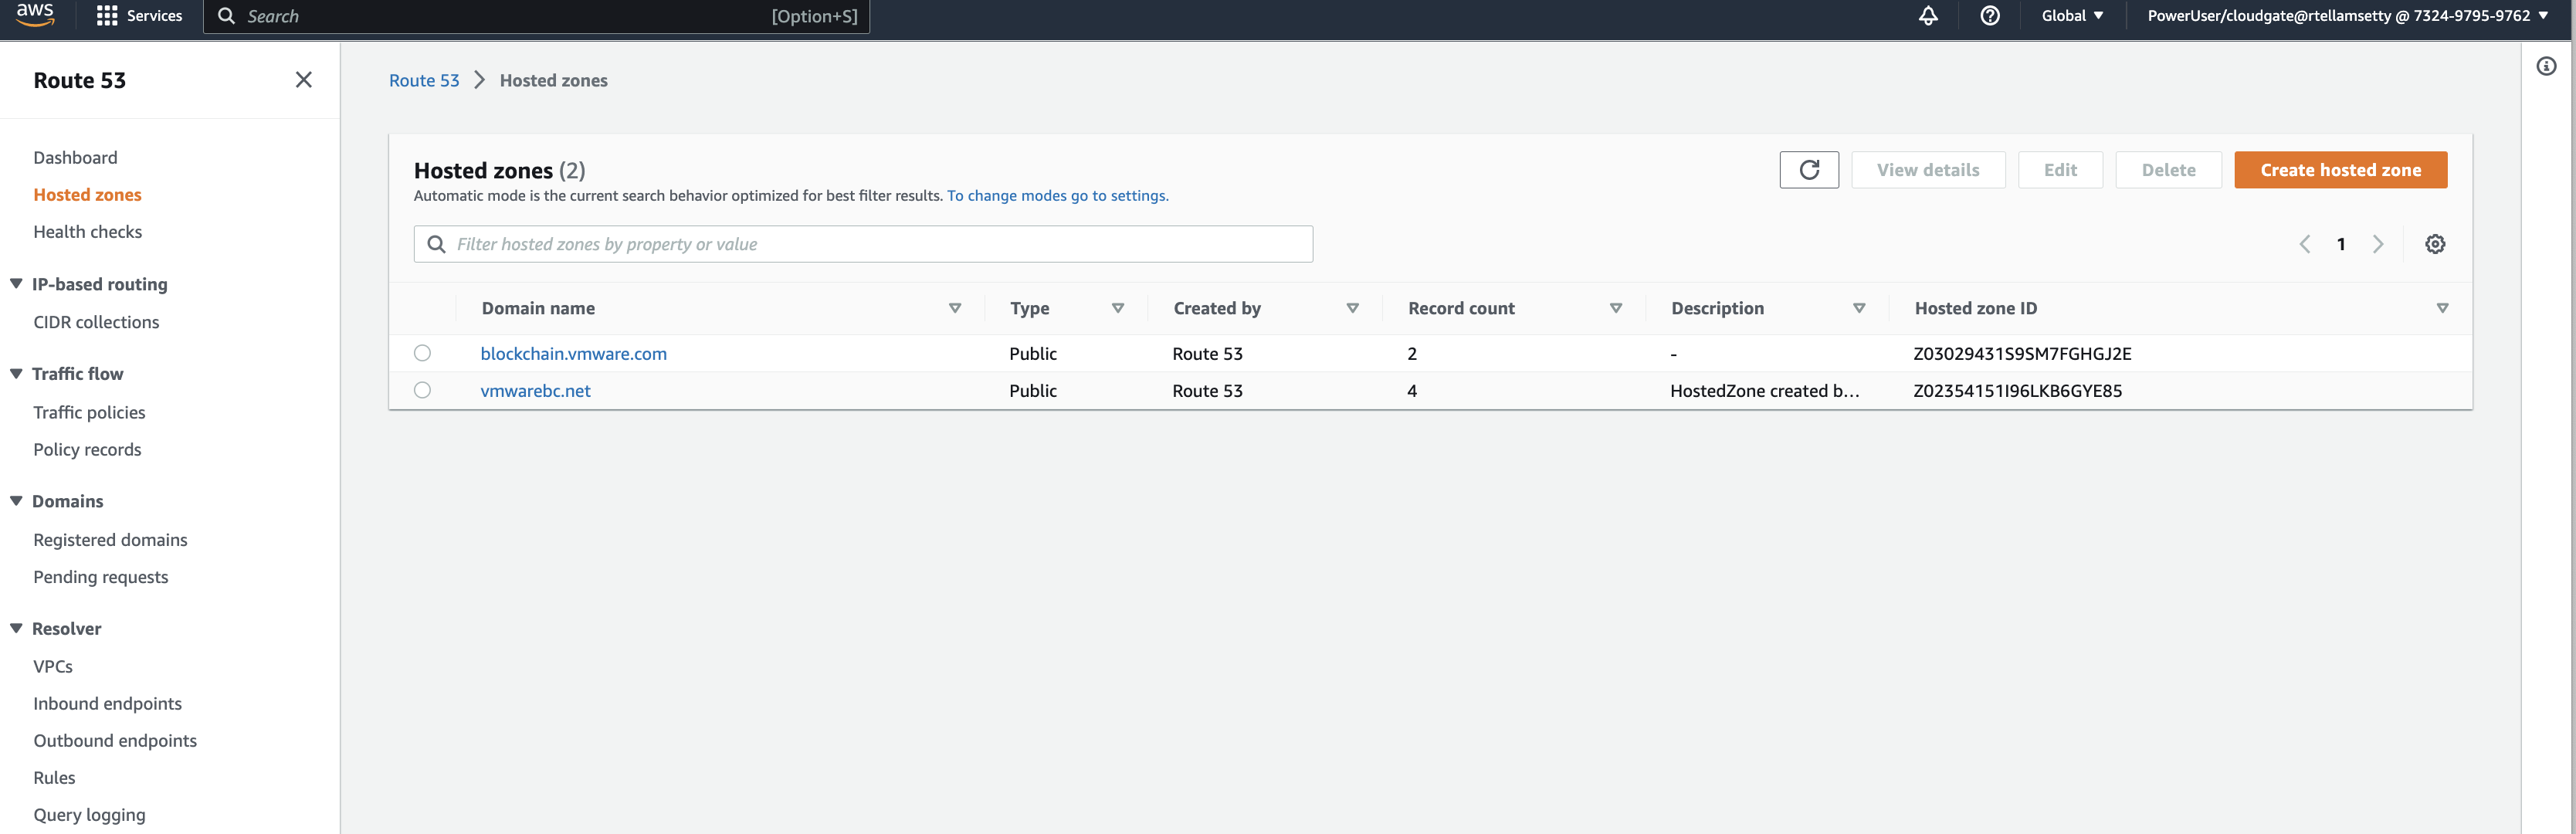 aws
Services
Search [Option+S]
Global
PowerUser/cloudgate@rtellamsetty @ 7324-9795-9762
Route 53
Dashboard
Hosted zones
Health checks
IP-based routing
CIDR collections
Traffic flow
Traffic policies
Policy records
Domains
Registered domains
Pending requests
Resolver
VPCs
Inbound endpoints
Outbound endpoints
Rules
Query logging
Route 53 > Hosted zones
Hosted zones (2)
Automatic mode is the current search behavior optimized for best filter results. To change modes go to settings.
View details
Edit
Delete
Create hosted zone
Filter hosted zones by property or value
1
Domain name Type Created by Record count Description Hosted zone ID
blockchain.vmware.com Public Route 53 2 - Z03029431S9SM7FGHGJ2E
vmwarebc.net Public Route 53 4 HostedZone created b... Z02354151I96LKB6GYE85